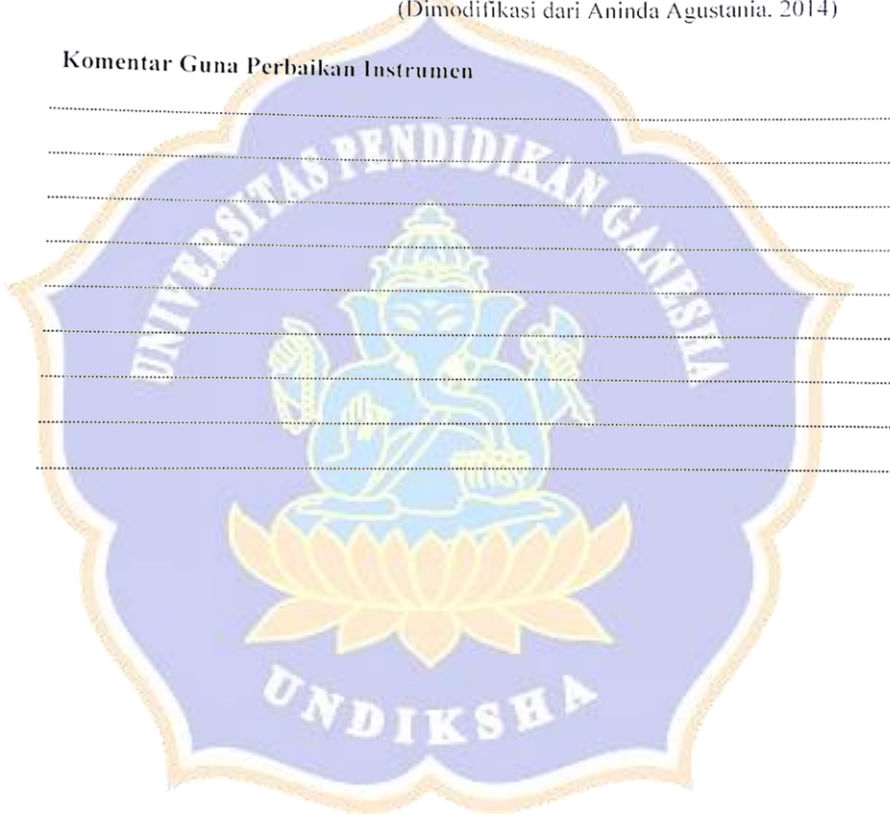 (Dimodifikasi dari Aninda Agustania. 2014)
Komentar Guna Perbaikan Instrumen
UNIVERSITAS PENDIDIKAN GANESHA
UNDIKSHA